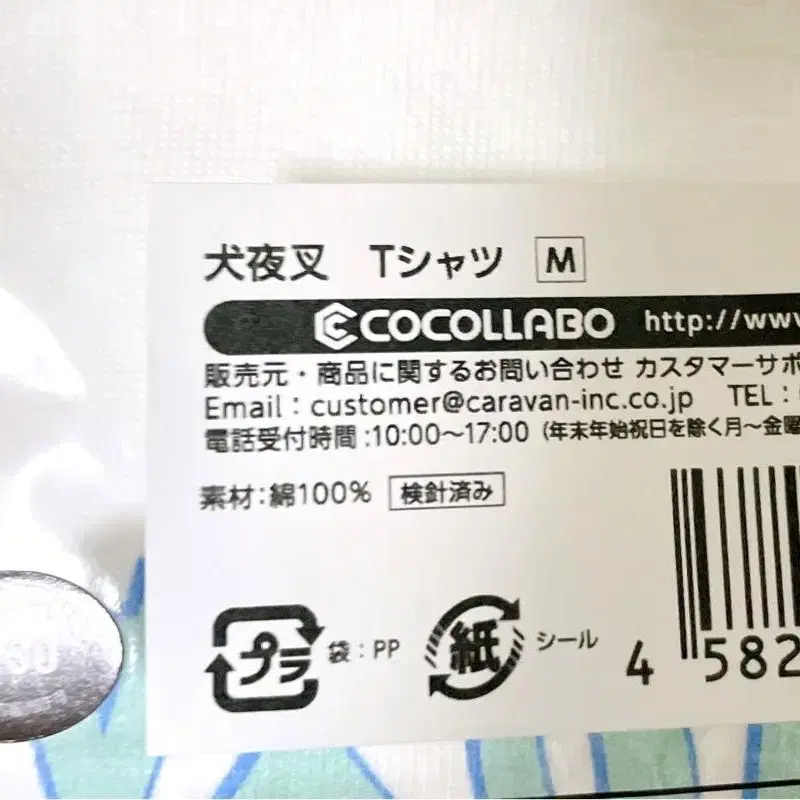 犬夜叉 Tシャツ M
COCOLLABO http://www
販売元・商品に関するお問い合わせ カスタマーサポ
Email：customer@caravan-inc.co.jp TEL：
電話受付時間:10:00～17:00（年末年始祝日を除く月～金曜
素材：綿100% 検針済み
プラ 袋：PP 紙 シール
4 582